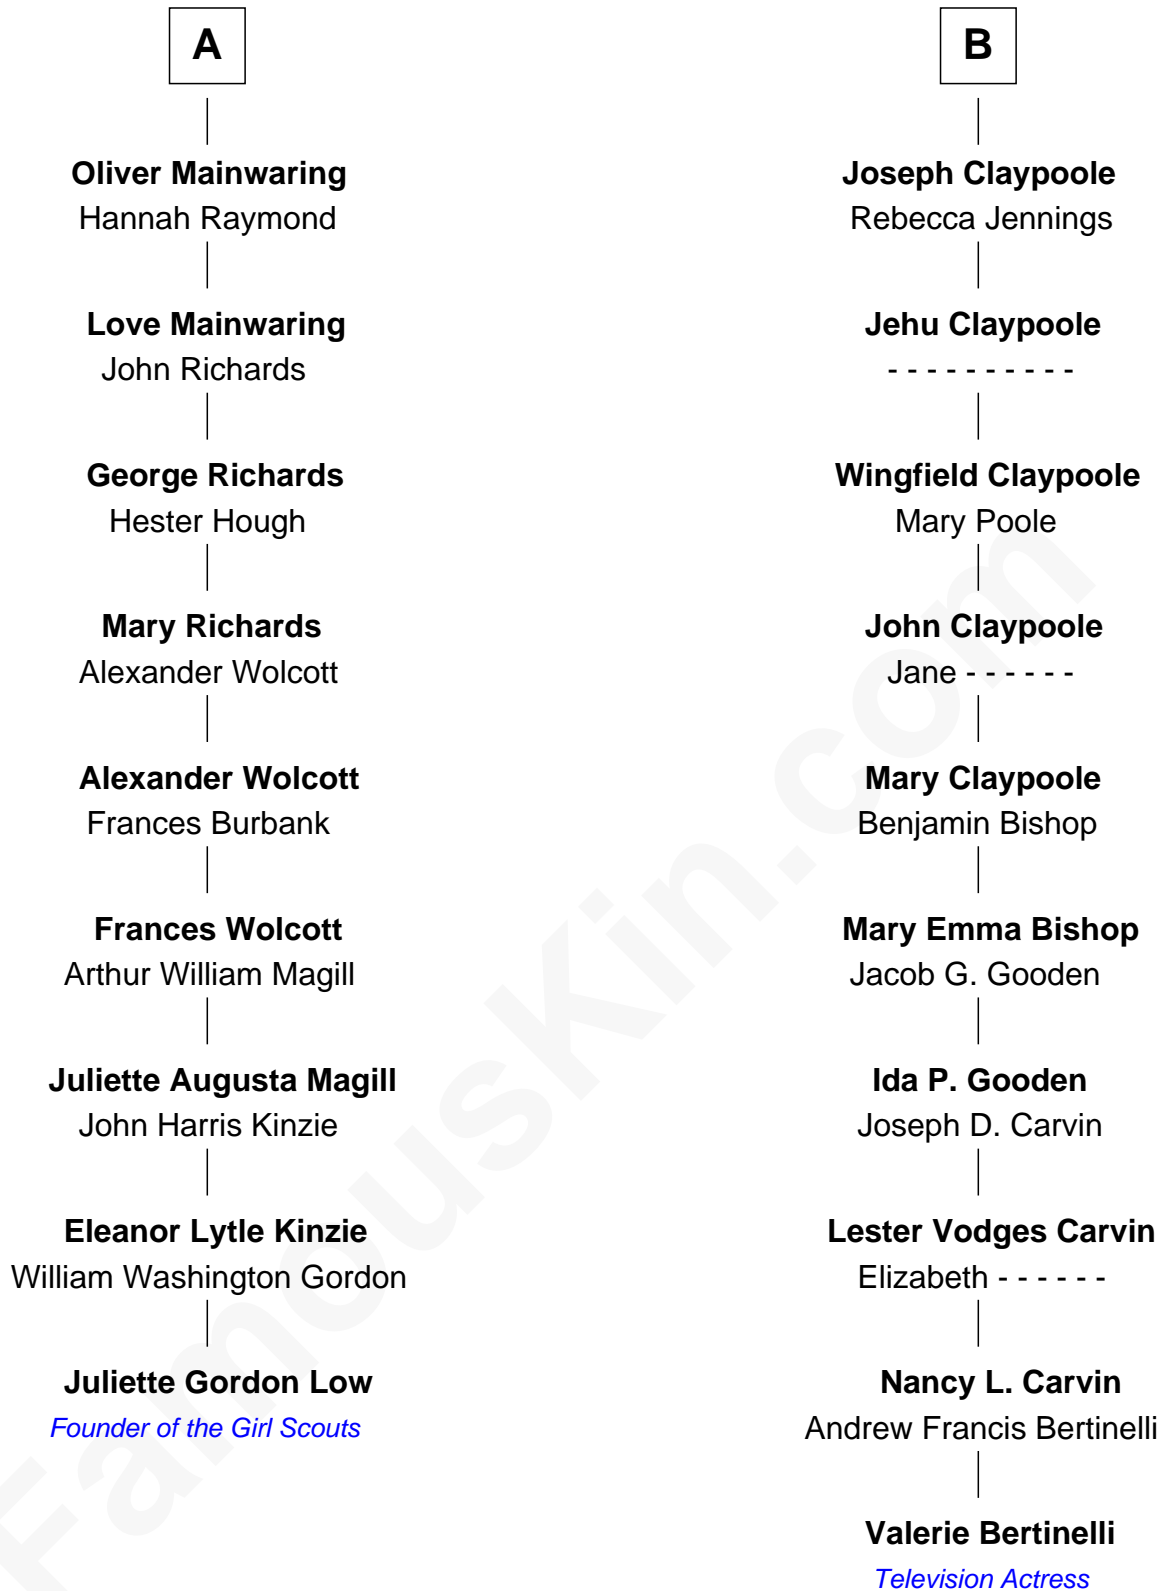 A
Oliver Mainwaring
Hannah Raymond
Love Mainwaring
John Richards
George Richards
Hester Hough
Mary Richards
Alexander Wolcott
Alexander Wolcott
Frances Burbank
Frances Wolcott
Arthur William Magill
Juliette Augusta Magill
John Harris Kinzie
Eleanor Lytle Kinzie
William Washington Gordon
Juliette Gordon Low
Founder of the Girl Scouts
B
Joseph Claypoole
Rebecca Jennings
Jehu Claypoole
- - - - - - - - - -
Wingfield Claypoole
Mary Poole
John Claypoole
Jane - - - - - -
Mary Claypoole
Benjamin Bishop
Mary Emma Bishop
Jacob G. Gooden
Ida P. Gooden
Joseph D. Carvin
Lester Vodges Carvin
Elizabeth - - - - - -
Nancy L. Carvin
Andrew Francis Bertinelli
Valerie Bertinelli
Television Actress
FamousKin.com